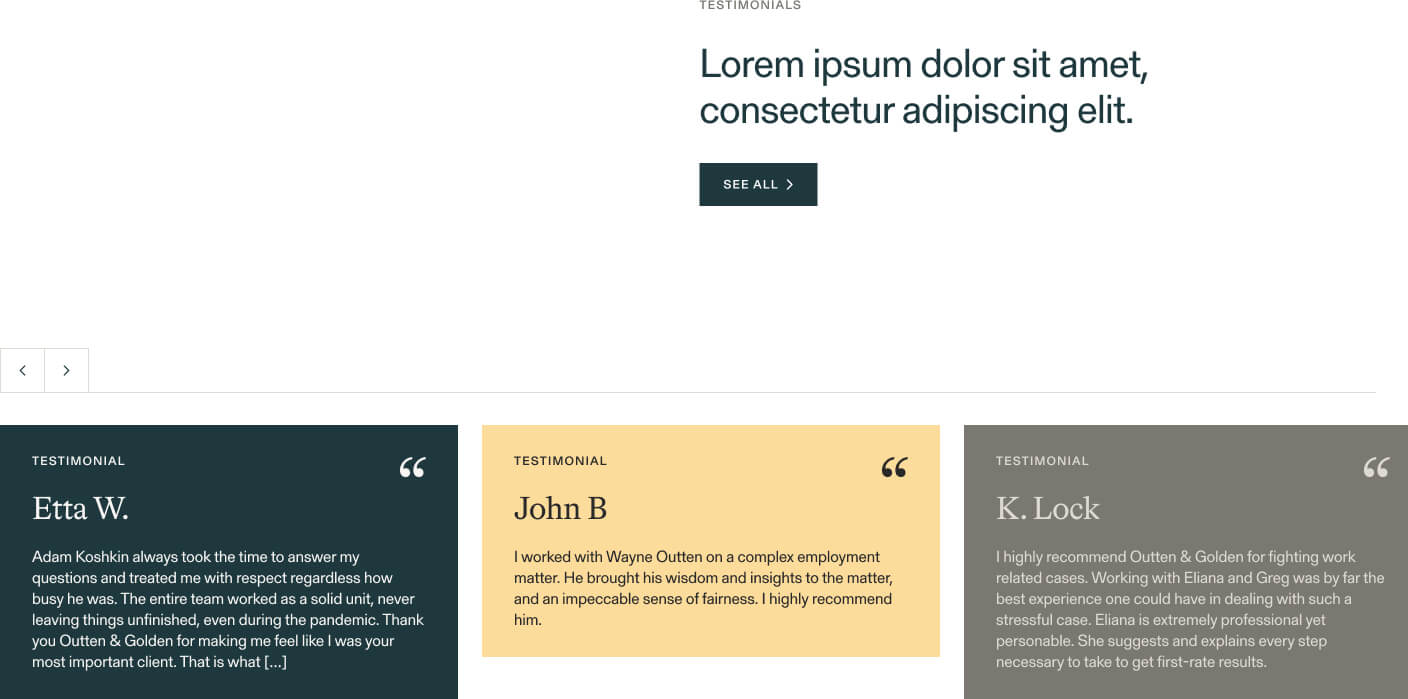 TESTIMONIALS
Lorem ipsum dolor sit amet,
consectetur adipiscing elit.
SEE ALL
TESTIMONIAL
Etta W.
Adam Koshkin always took the time to answer my
questions and treated me with respect regardless how
busy he was. The entire team worked as a solid unit, never
leaving things unfinished, even during the pandemic. Thank
you Outten & Golden for making me feel like I was your
most important client. That is what [...]
TESTIMONIAL
John B
I worked with Wayne Outten on a complex employment
matter. He brought his wisdom and insights to the matter,
and an impeccable sense of fairness. I highly recommend
him.
TESTIMONIAL
K. Lock
I highly recommend Outten & Golden for fighting work
related cases. Working with Eliana and Greg was by far the
best experience one could have in dealing with such a
stressful case. Eliana is extremely professional yet
personable. She suggests and explains every step
necessary to take to get first-rate results.